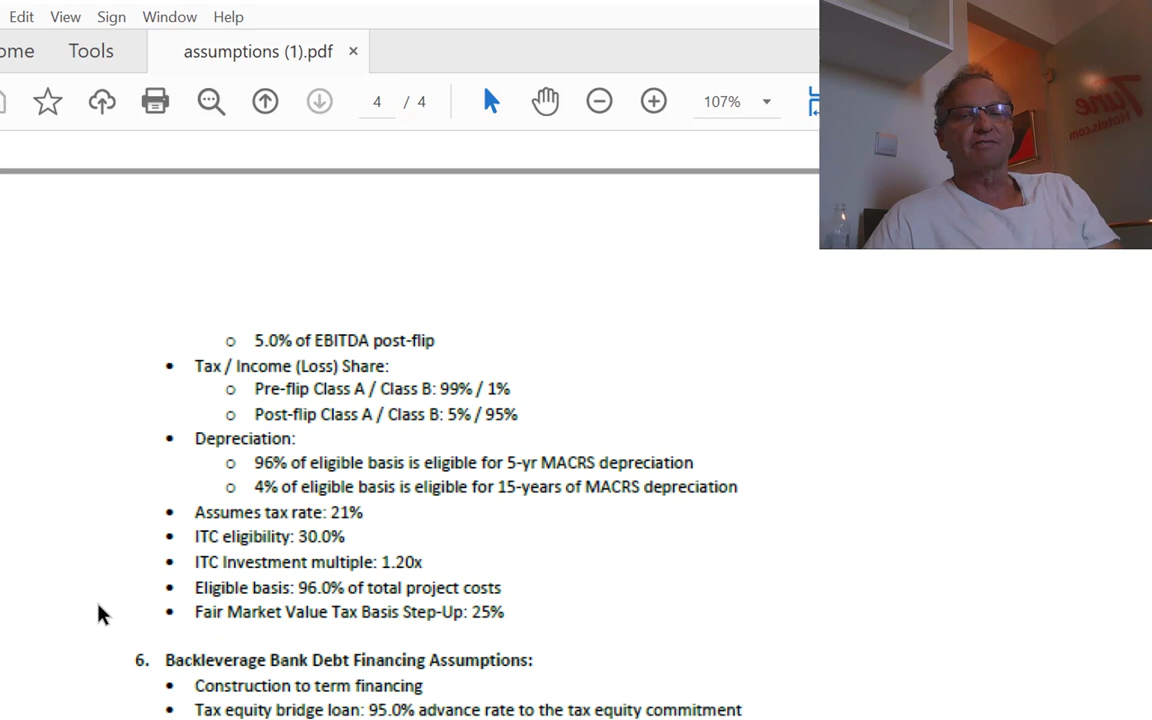 Edit View Sign Window Help
ome Tools assumptions (1).pdf ×
4 / 4 107%
Tune
Hotels.com
o 5.0% of EBITDA post-flip
• Tax / Income (Loss) Share:
o Pre-flip Class A / Class B: 99% / 1%
o Post-flip Class A / Class B: 5% / 95%
• Depreciation:
o 96% of eligible basis is eligible for 5-yr MACRS depreciation
o 4% of eligible basis is eligible for 15-years of MACRS depreciation
• Assumes tax rate: 21%
• ITC eligibility: 30.0%
• ITC Investment multiple: 1.20x
• Eligible basis: 96.0% of total project costs
• Fair Market Value Tax Basis Step-Up: 25%
6. Backleverage Bank Debt Financing Assumptions:
• Construction to term financing
• Tax equity bridge loan: 95.0% advance rate to the tax equity commitment